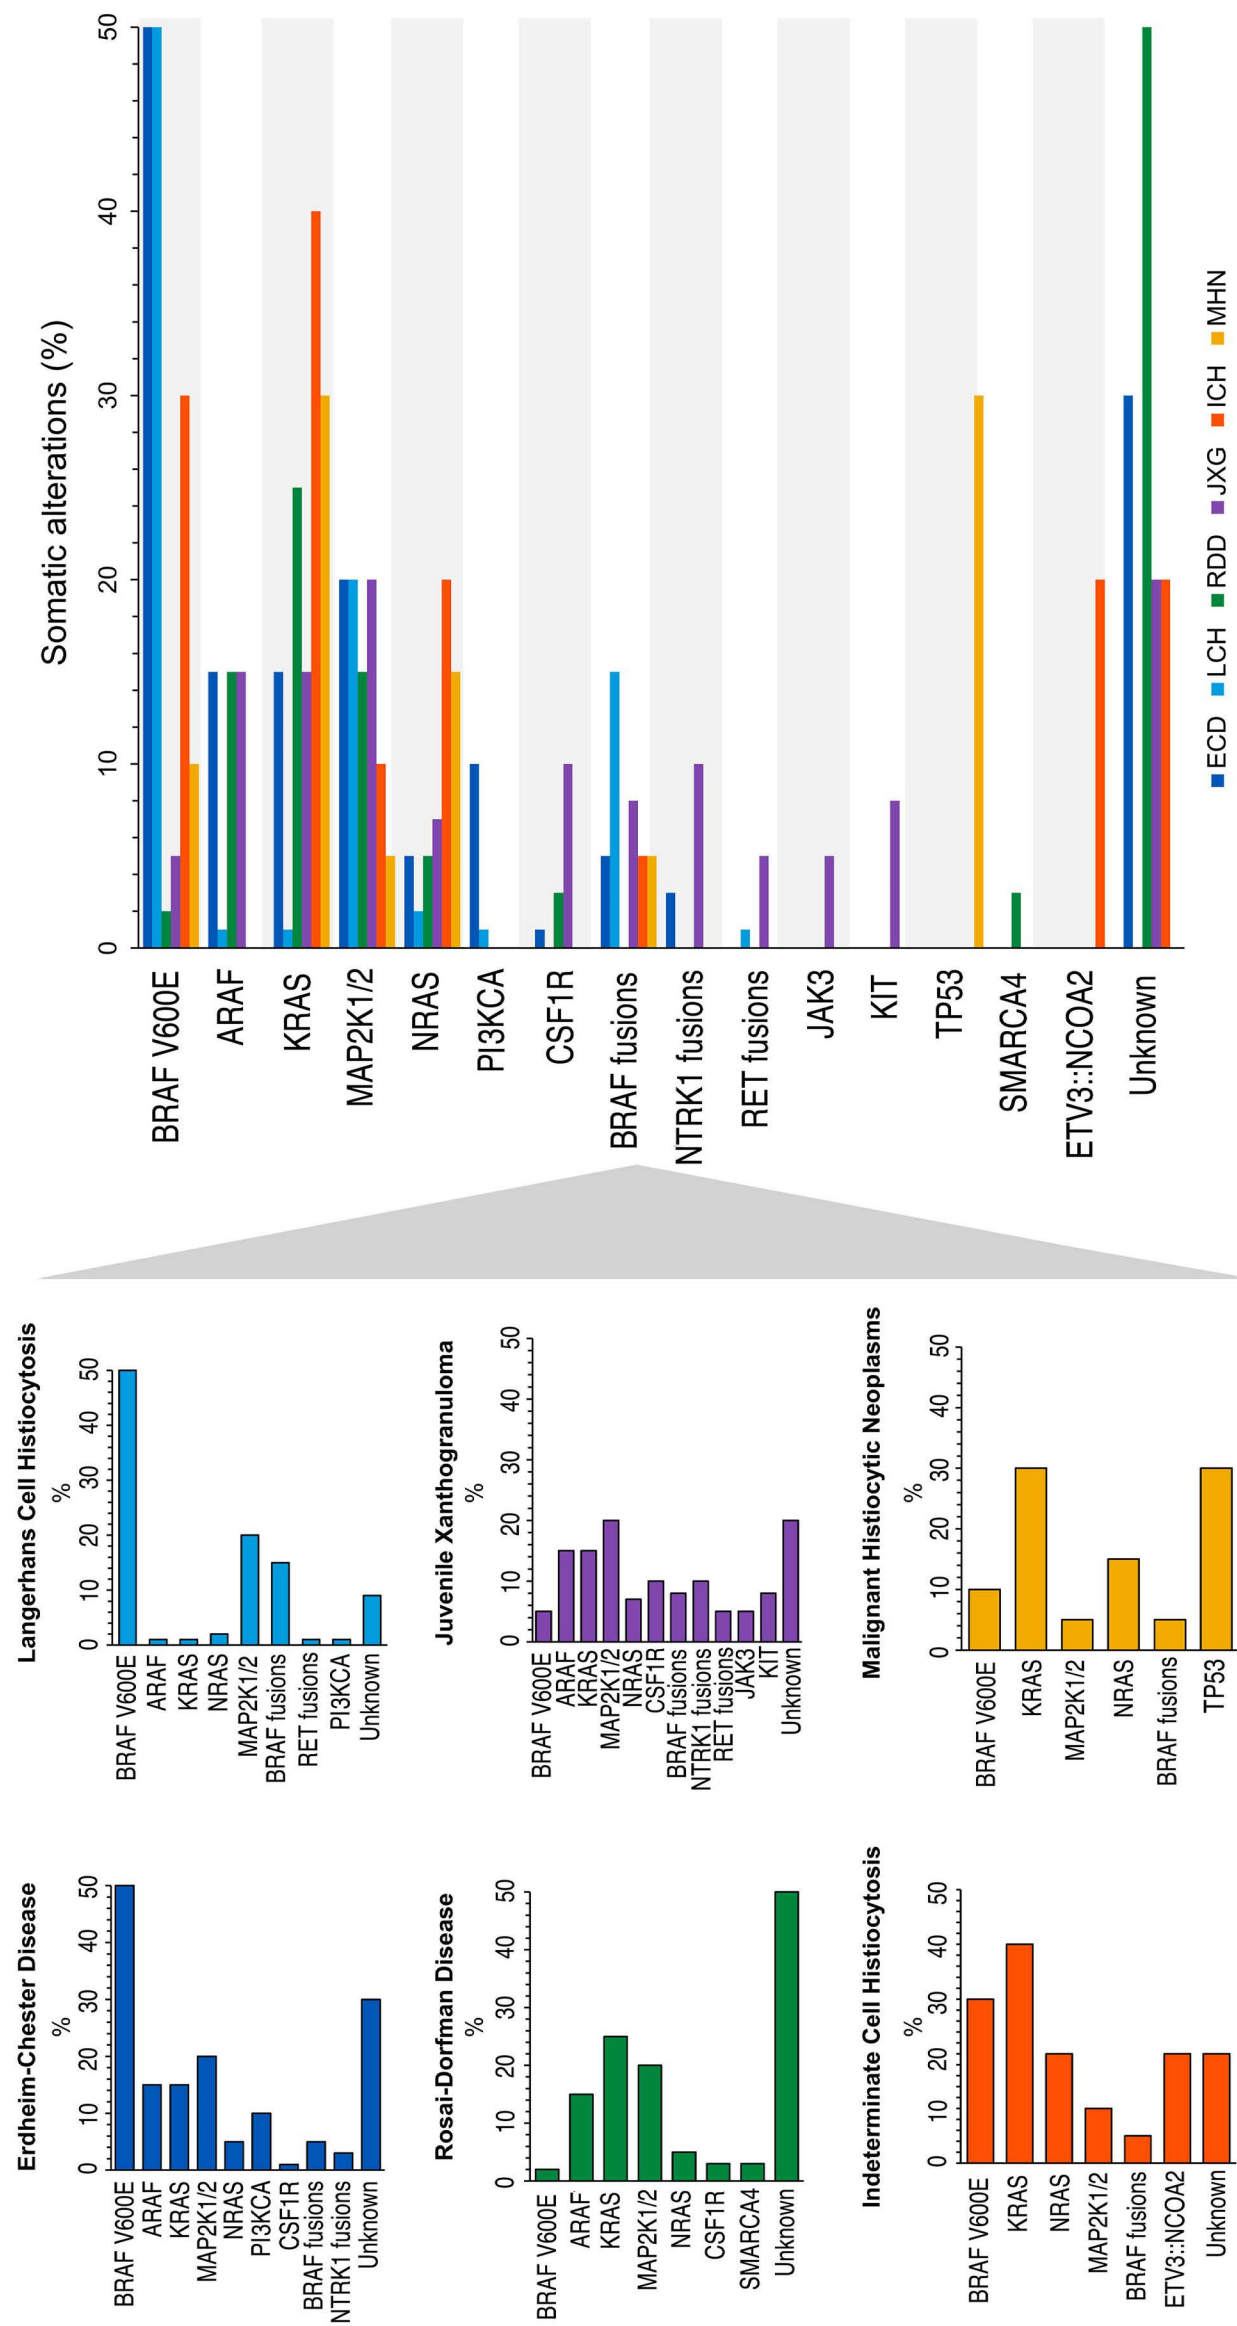 Somatic alterations (%)
50
40
30
20
10
0
BRAF V600E
ARAF
KRAS
MAP2K1/2
NRAS
PI3KCA
CSF1R
BRAF fusions
NTRK1 fusions
RET fusions
JAK3
KIT
TP53
SMARCA4
ETV3::NCOA2
Unknown
ECD LCH RDD JXG ICH MHN
Erdheim-Chester Disease
%
50
40
30
20
10
0
BRAF V600E
ARAF
KRAS
MAP2K1/2
NRAS
PI3KCA
CSF1R
BRAF fusions
NTRK1 fusions
Unknown
Langerhans Cell Histiocytosis
%
50
40
30
20
10
0
BRAF V600E
ARAF
KRAS
NRAS
MAP2K1/2
BRAF fusions
RET fusions
PI3KCA
Unknown
Rosai-Dorfman Disease
%
50
40
30
20
10
0
BRAF V600E
ARAF
KRAS
MAP2K1/2
NRAS
CSF1R
SMARCA4
Unknown
Juvenile Xanthogranuloma
%
50
40
30
20
10
0
BRAF V600E
ARAF
KRAS
MAP2K1/2
NRAS
CSF1R
BRAF fusions
NTRK1 fusions
RET fusions
JAK3
KIT
Unknown
Indeterminate Cell Histiocytosis
%
50
40
30
20
10
0
BRAF V600E
KRAS
NRAS
MAP2K1/2
BRAF fusions
ETV3::NCOA2
Unknown
Malignant Histiocytic Neoplasms
%
50
40
30
20
10
0
BRAF V600E
KRAS
MAP2K1/2
NRAS
BRAF fusions
TP53